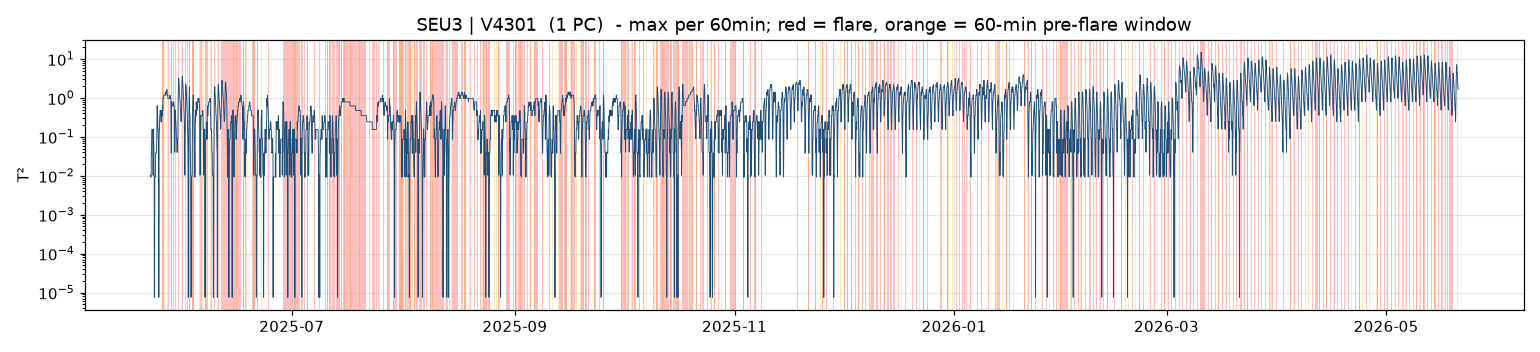 SEU3 | V4301  (1 PC)  - max per 60min; red = flare, orange = 60-min pre-flare window
T²
10¹
10⁰
10⁻¹
10⁻²
10⁻³
10⁻⁴
10⁻⁵
2025-07 2025-09 2025-11 2026-01 2026-03 2026-05